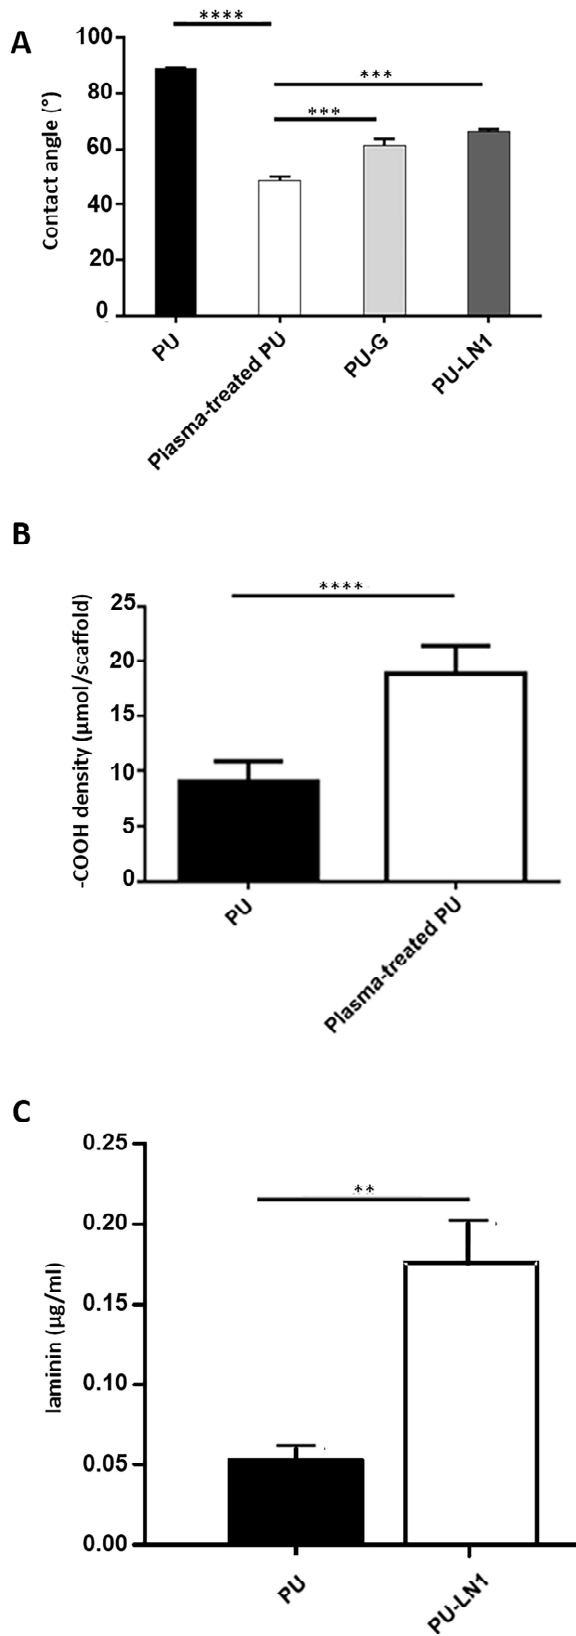 A
****
***
***
Contact angle (°)
100
80
60
40
20
0
PU
Plasma-treated PU
PU-G
PU-LN1
B
****
-COOH density (µmol/scaffold)
25
20
15
10
5
0
PU
Plasma-treated PU
C
**
laminin (µg/ml)
0.25
0.20
0.15
0.10
0.05
0.00
PU
PU-LN1